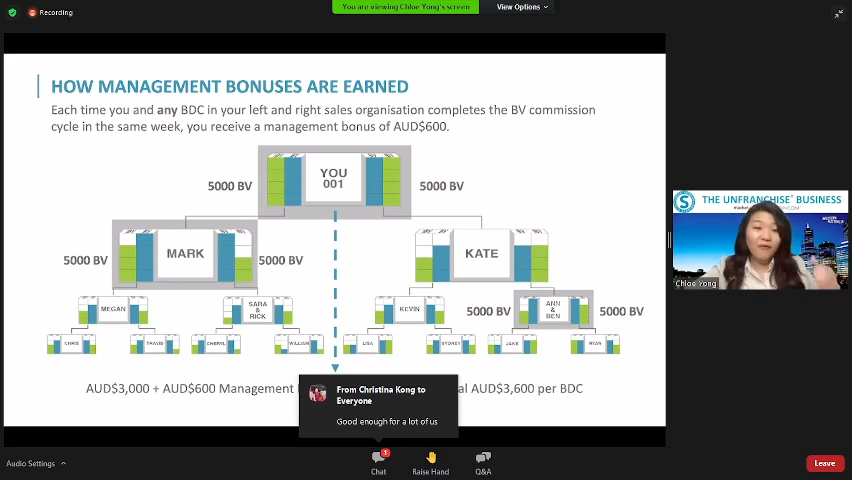 Recording
You are viewing Chloe Yong's screen
View Options
HOW MANAGEMENT BONUSES ARE EARNED
Each time you and any BDC in your left and right sales organisation completes the BV commission
cycle in the same week, you receive a management bonus of AUD$600.
5000 BV
YOU
001
5000 BV
5000 BV
MARK
5000 BV
KATE
MEGAN
SARA
&
RICK
KEVIN
5000 BV
ANN
&
BEN
5000 BV
CHRIS
TRAVIS
CHERYL
WILLIAM
LISA
SYDNEY
JAKE
RYAN
AUD$3,000 + AUD$600 Management
al AUD$3,600 per BDC
From Christina Kong to
Everyone
Good enough for a lot of us
THE UNFRANCHISE® BUSINESS
Chloe Yong
Audio Settings
1
Chat
Raise Hand
Q&A
Leave